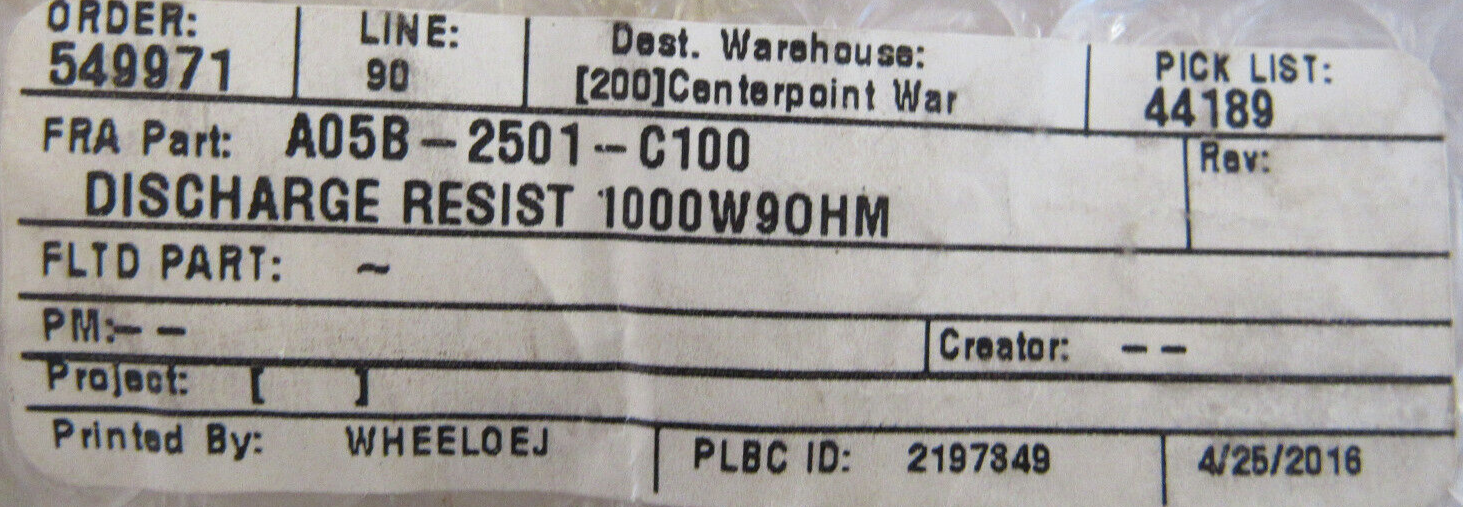 ORDER: LINE: Dest. Warehouse: PICK LIST:
549971 90 [200]Centerpoint War 44189
FRA Part: A05B-2501-C100 Rev:
DISCHARGE RESIST 1000W9OHM
FLTD PART: ~
PM:-- Creator: --
Project: [ ]
Printed By: WHEELOEJ PLBC ID: 2197849 4/25/2016